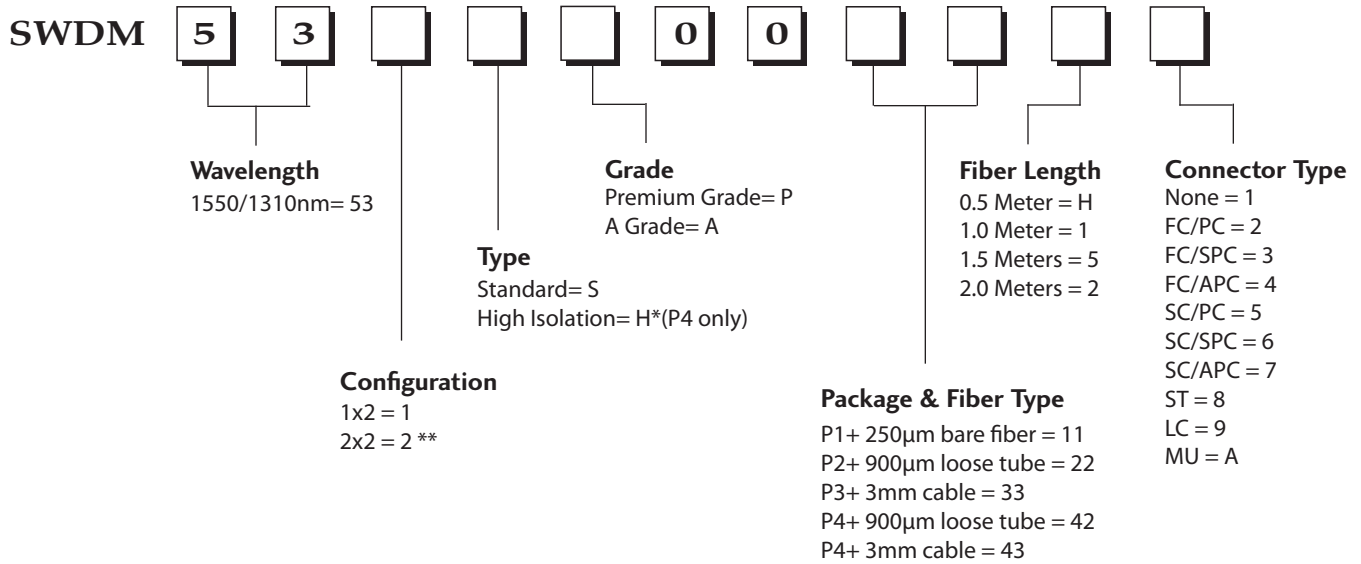 SWDM 5 3 0 0
Wavelength
1550/1310nm= 53
Grade
Premium Grade= P
A Grade= A
Fiber Length
0.5 Meter = H
1.0 Meter = 1
1.5 Meters = 5
2.0 Meters = 2
Connector Type
None = 1
FC/PC = 2
FC/SPC = 3
FC/APC = 4
SC/PC = 5
SC/SPC = 6
SC/APC = 7
ST = 8
LC = 9
MU = A
Type
Standard= S
High Isolation= H*(P4 only)
Configuration
1x2 = 1
2x2 = 2 **
Package & Fiber Type
P1+ 250µm bare fiber = 11
P2+ 900µm loose tube = 22
P3+ 3mm cable = 33
P4+ 900µm loose tube = 42
P4+ 3mm cable = 43